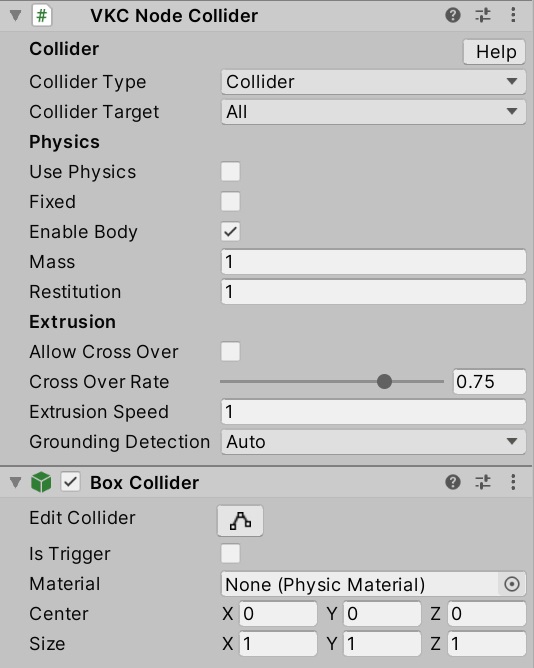 # VKC Node Collider
Collider Help
Collider Type Collider
Collider Target All
Physics
Use Physics
Fixed
Enable Body
Mass 1
Restitution 1
Extrusion
Allow Cross Over
Cross Over Rate 0.75
Extrusion Speed 1
Grounding Detection Auto
Box Collider
Edit Collider
Is Trigger
Material None (Physic Material)
Center X 0 Y 0 Z 0
Size X 1 Y 1 Z 1